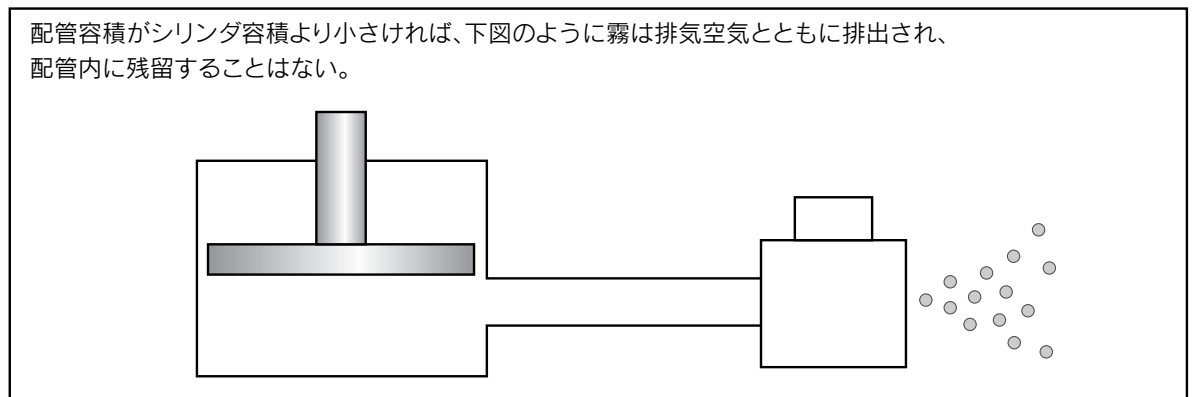 配管容積がシリンダ容積より小さければ、下図のように霧は排気空気とともに排出され、
配管内に残留することはない。